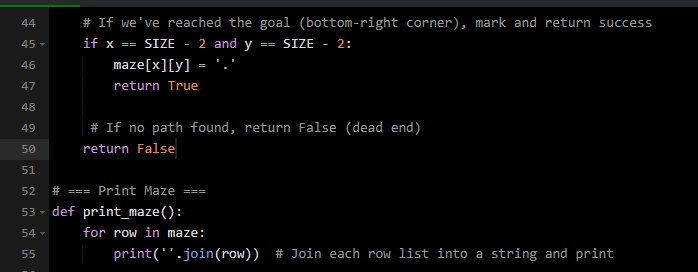 44 # If we've reached the goal (bottom-right corner), mark and return success
45 if x == SIZE - 2 and y == SIZE - 2:
46 maze[x][y] = '.'
47 return True
48
49 # If no path found, return False (dead end)
50 return False
51
52 # === Print Maze ===
53 def print_maze():
54 for row in maze:
55 print(''.join(row))  # Join each row list into a string and print